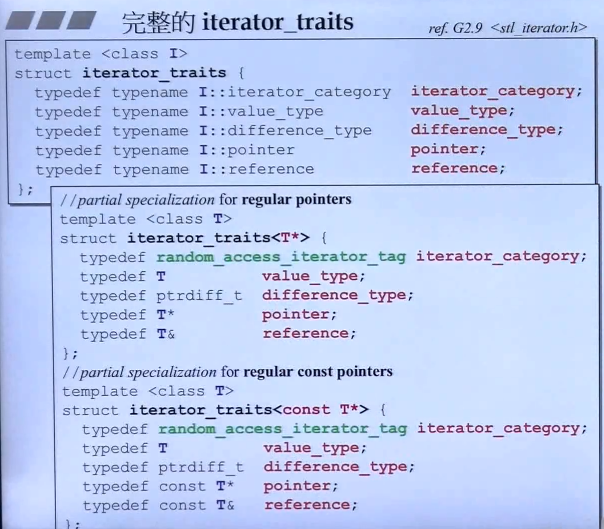 完整的 iterator_traits
ref. G2.9 <stl_iterator.h>
template <class I>
struct iterator_traits {
typedef typename I::iterator_category iterator_category;
typedef typename I::value_type value_type;
typedef typename I::difference_type difference_type;
typedef typename I::pointer pointer;
typedef typename I::reference reference;
};
//partial specialization for regular pointers
template <class T>
struct iterator_traits<T*> {
typedef random_access_iterator_tag iterator_category;
typedef T value_type;
typedef ptrdiff_t difference_type;
typedef T* pointer;
typedef T& reference;
};
//partial specialization for regular const pointers
template <class T>
struct iterator_traits<const T*> {
typedef random_access_iterator_tag iterator_category;
typedef T value_type;
typedef ptrdiff_t difference_type;
typedef const T* pointer;
typedef const T& reference;
};